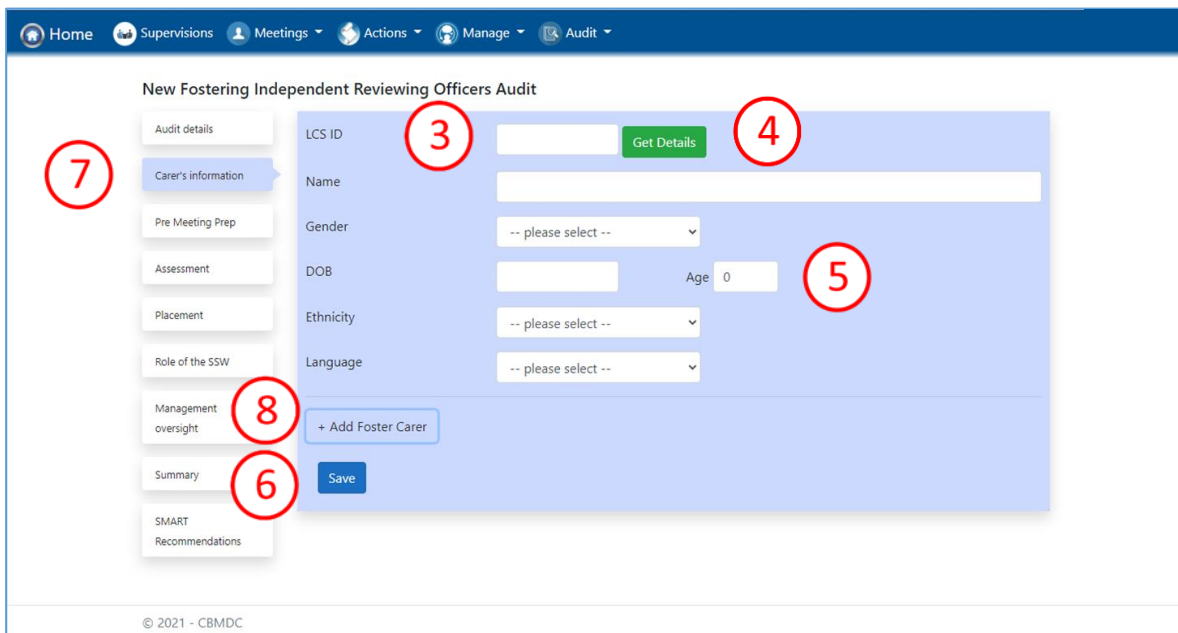 Home Supervisions Meetings Actions Manage Audit
New Fostering Independent Reviewing Officers Audit
Audit details
LCS ID
3
Get Details
4
7
Carer's information
Name
Pre Meeting Prep
Gender
-- please select --
Assessment
DOB
Age 0
5
Placement
Ethnicity
-- please select --
Role of the SSW
Language
-- please select --
Management
oversight
8
+ Add Foster Carer
Summary
6
Save
SMART
Recommendations
© 2021 - CBMDC